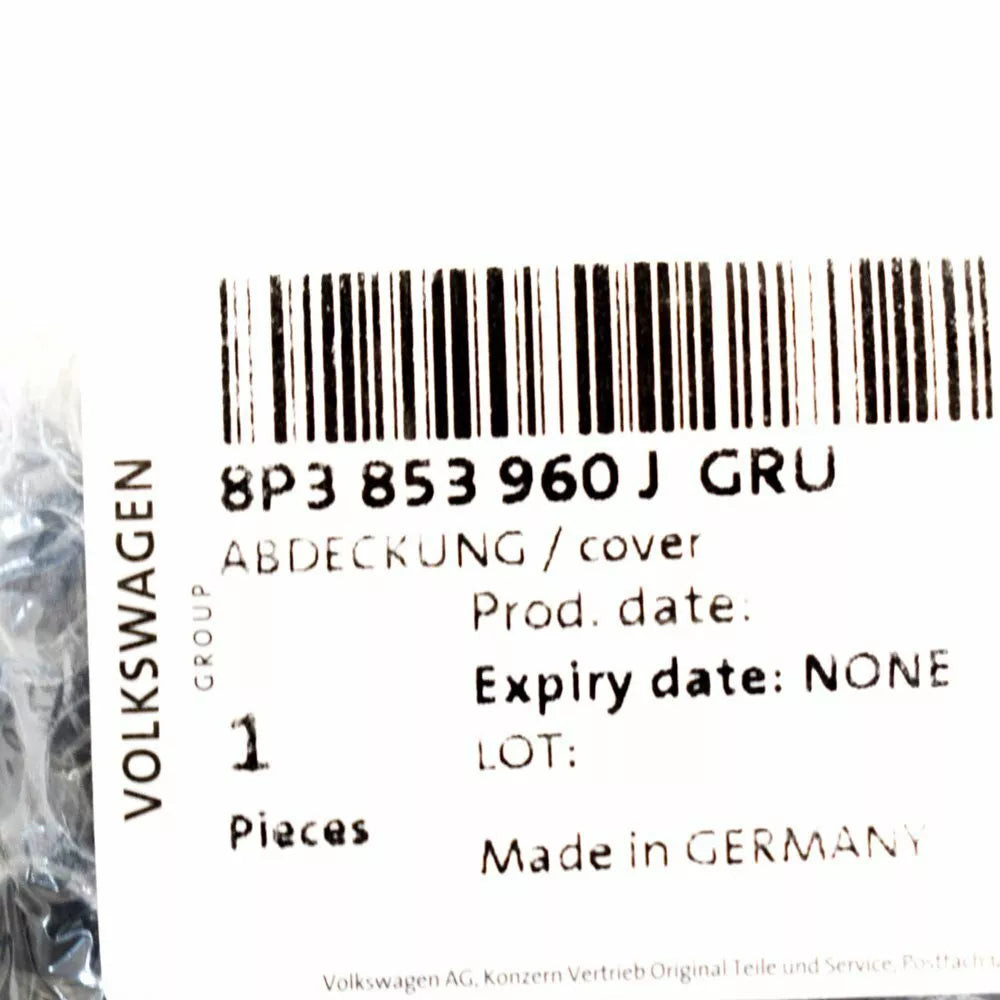 8P3 853 960 J GRU
ABDECKUNG / cover
Prod. date:
Expiry date: NONE
LOT:
1
Pieces
Made in GERMANY
VOLKSWAGEN
GROUP
Volkswagen AG, Konzern Vertrieb Original Teile und Service, Postfach